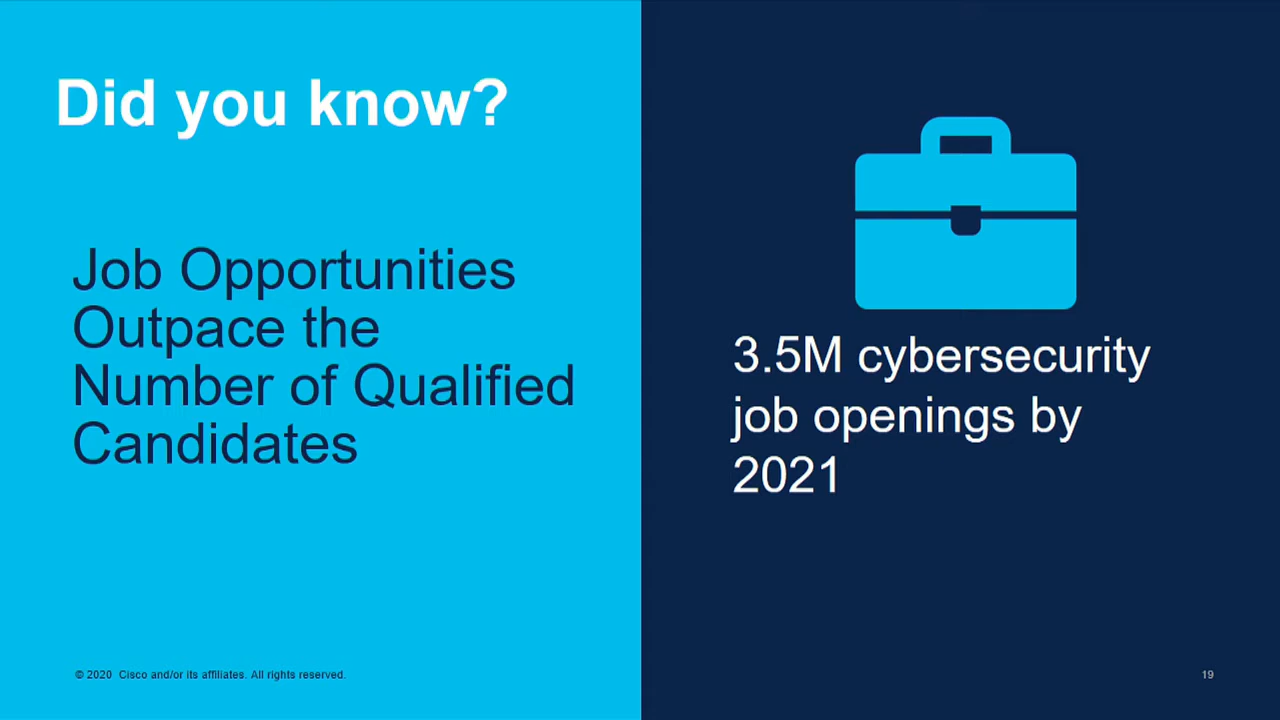 Did you know?
Job Opportunities
Outpace the
Number of Qualified
Candidates
3.5M cybersecurity
job openings by
2021
© 2020 Cisco and/or its affiliates. All rights reserved.
19